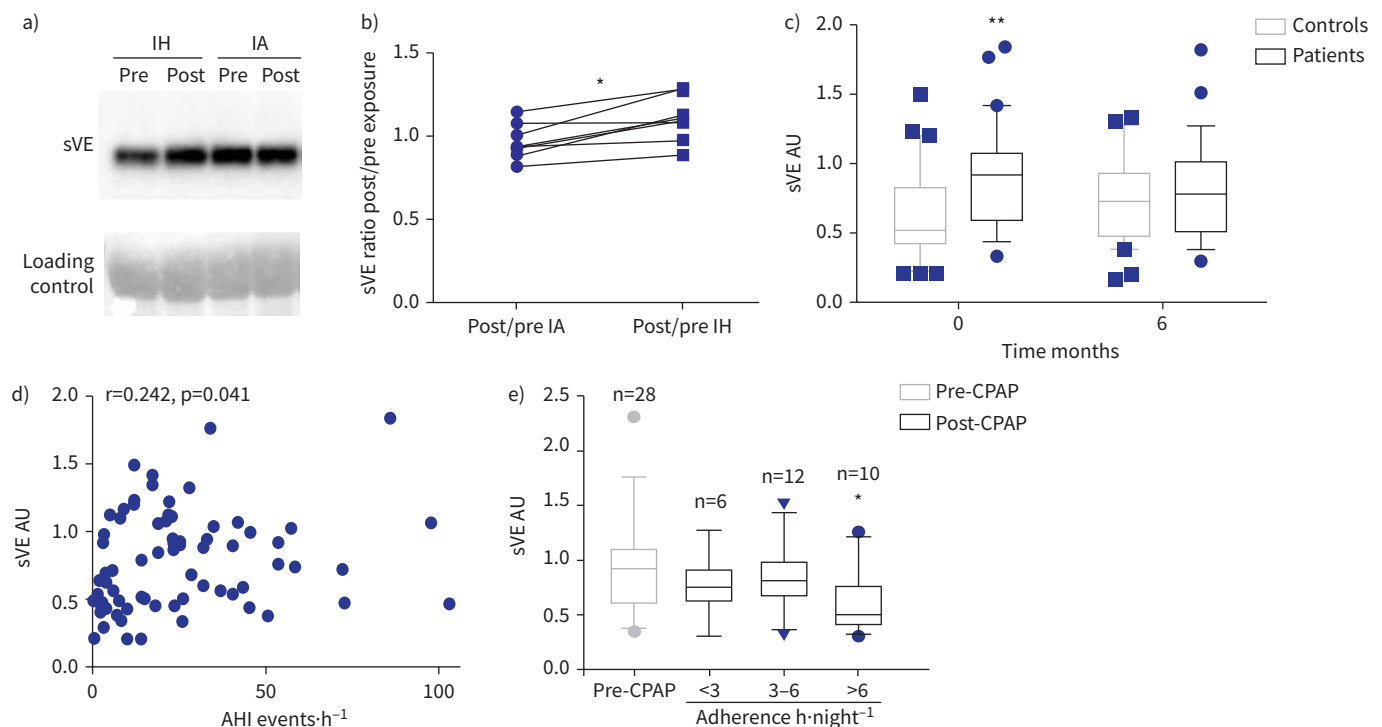 a)
IH IA
Pre Post Pre Post
sVE
Loading
control
b)
sVE ratio post/pre exposure
1.5
1.0
0.5
0.0
*
Post/pre IA Post/pre IH
c)
sVE AU
2.0
1.5
1.0
0.5
0.0
**
0 6
Time months
Controls
Patients
d)
r=0.242, p=0.041
sVE AU
2.0
1.5
1.0
0.5
0.0
0 50 100
AHI events·h⁻¹
e)
sVE AU
2.5
2.0
1.5
1.0
0.5
0.0
n=28
n=6
n=12
n=10
*
Pre-CPAP <3 3–6 >6
Adherence h·night⁻¹
Pre-CPAP
Post-CPAP